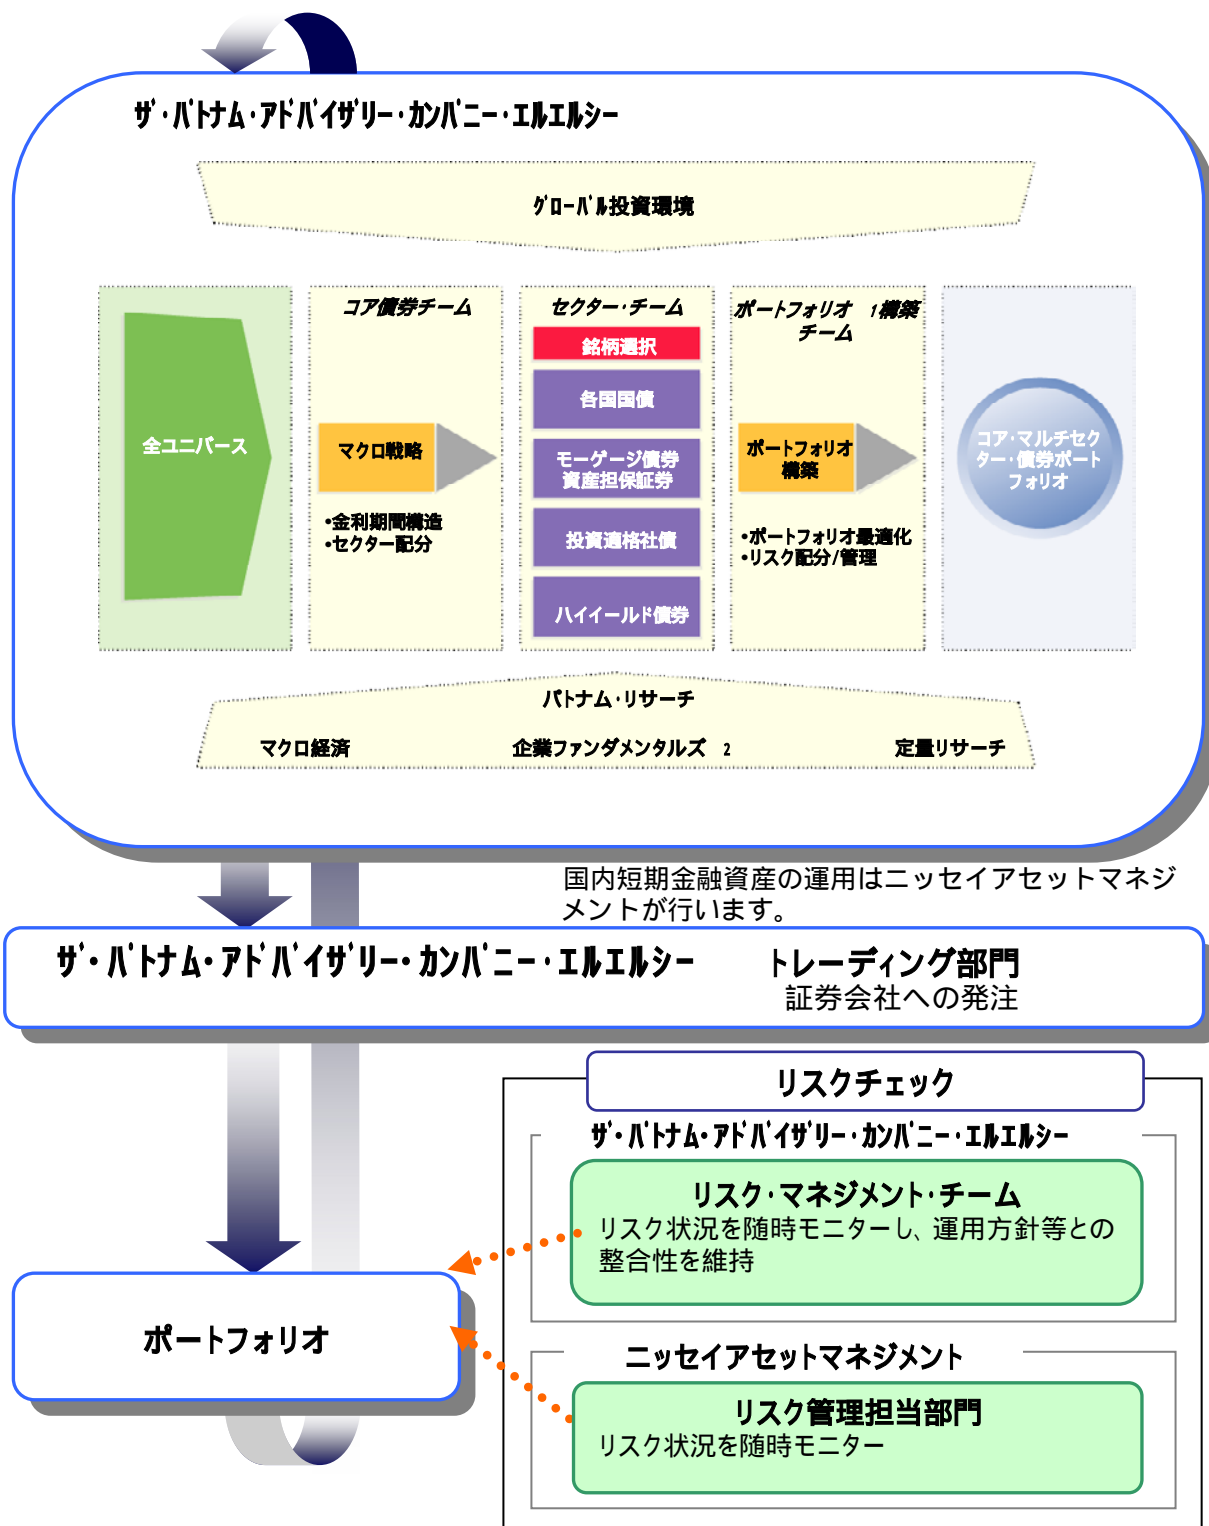 ｻﾞ・ﾊﾟﾄﾅﾑ・ｱﾄﾞﾊﾞｲｻﾞﾘｰ・ｶﾝﾊﾟﾆｰ・ｴﾙｴﾙｼｰ
ｸﾞﾛｰﾊﾞﾙ投資環境
コア債券チーム
セクター・チーム
ポートフォリオ 1構築
チーム
銘柄選択
各国国債
全ユニバース
マクロ戦略
モーゲージ債券
資産担保証券
ポートフォリオ
構築
コア・マルチセク
ター・債券ポート
フォリオ
•金利期間構造
•セクター配分
投資適格社債
•ポートフォリオ最適化
•リスク配分/管理
ハイイールド債券
パトナム・リサーチ
マクロ経済 企業ファンダメンタルズ 2 定量リサーチ
国内短期金融資産の運用はニッセイアセットマネジ
メントが行います。
ｻﾞ・ﾊﾟﾄﾅﾑ・ｱﾄﾞﾊﾞｲｻﾞﾘｰ・ｶﾝﾊﾟﾆｰ・ｴﾙｴﾙｼｰ トレーディング部門
証券会社への発注
リスクチェック
ｻﾞ・ﾊﾟﾄﾅﾑ・ｱﾄﾞﾊﾞｲｻﾞﾘｰ・ｶﾝﾊﾟﾆｰ・ｴﾙｴﾙｼｰ
リスク・マネジメント・チーム
リスク状況を随時モニターし、運用方針等との
整合性を維持
ポートフォリオ
ニッセイアセットマネジメント
リスク管理担当部門
リスク状況を随時モニター